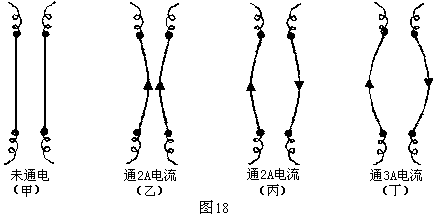 未通电 通2A电流 通2A电流 通3A电流
（甲） （乙） （丙） （丁）
图18